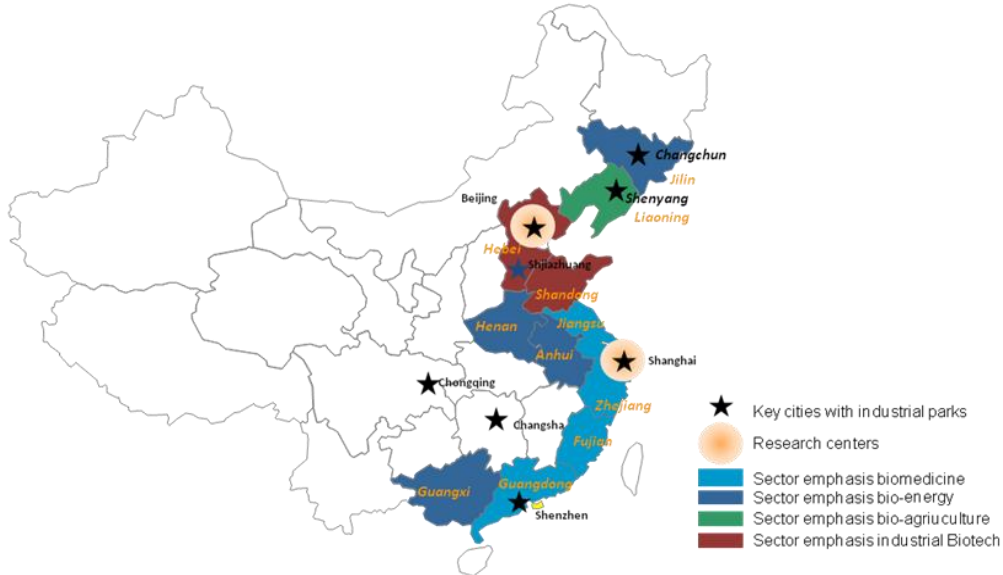 Changchun
Jilin
Beijing
Shenyang
Liaoning
Hebei
Shjiazhuang
Shandong
Henan
Jiangsu
Anhui
Shanghai
Chongqing
Zhejiang
Changsha
Fujian
Guangxi
Guangdong
Shenzhen
Key cities with industrial parks
Research centers
Sector emphasis biomedicine
Sector emphasis bio-energy
Sector emphasis bio-agriuculture
Sector emphasis industrial Biotech